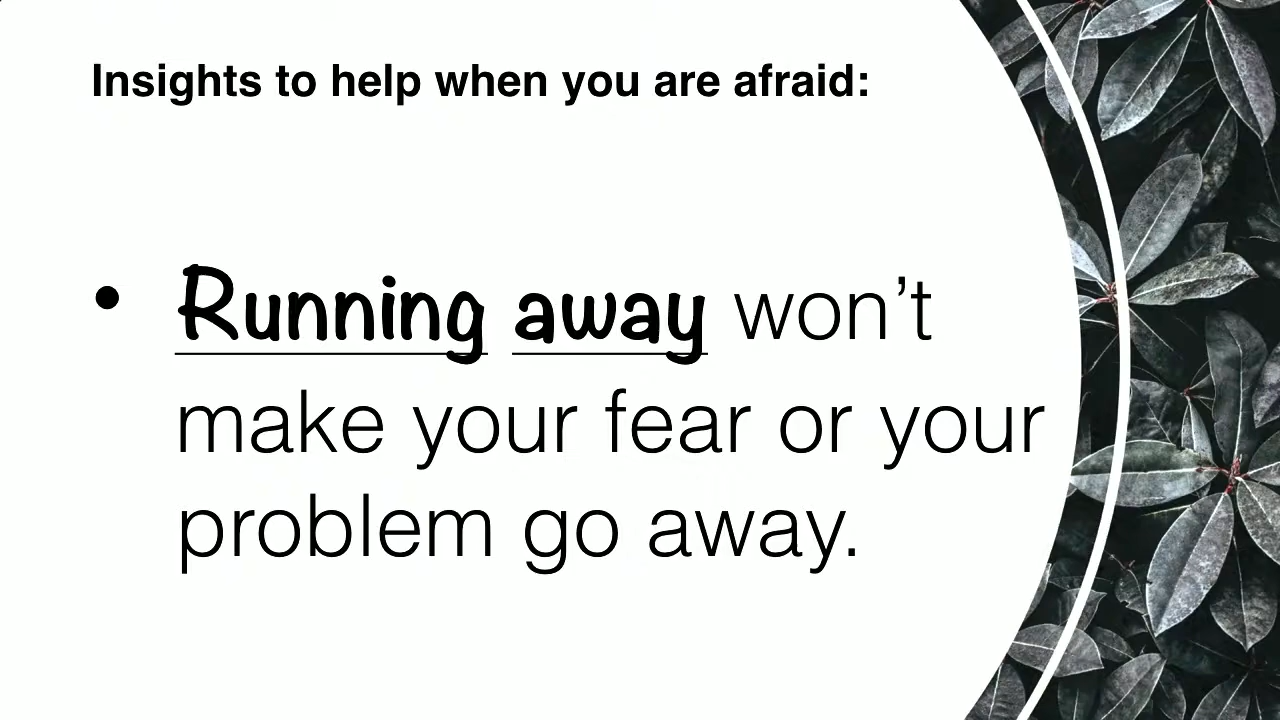 Insights to help when you are afraid:
• Running away won’t
make your fear or your
problem go away.